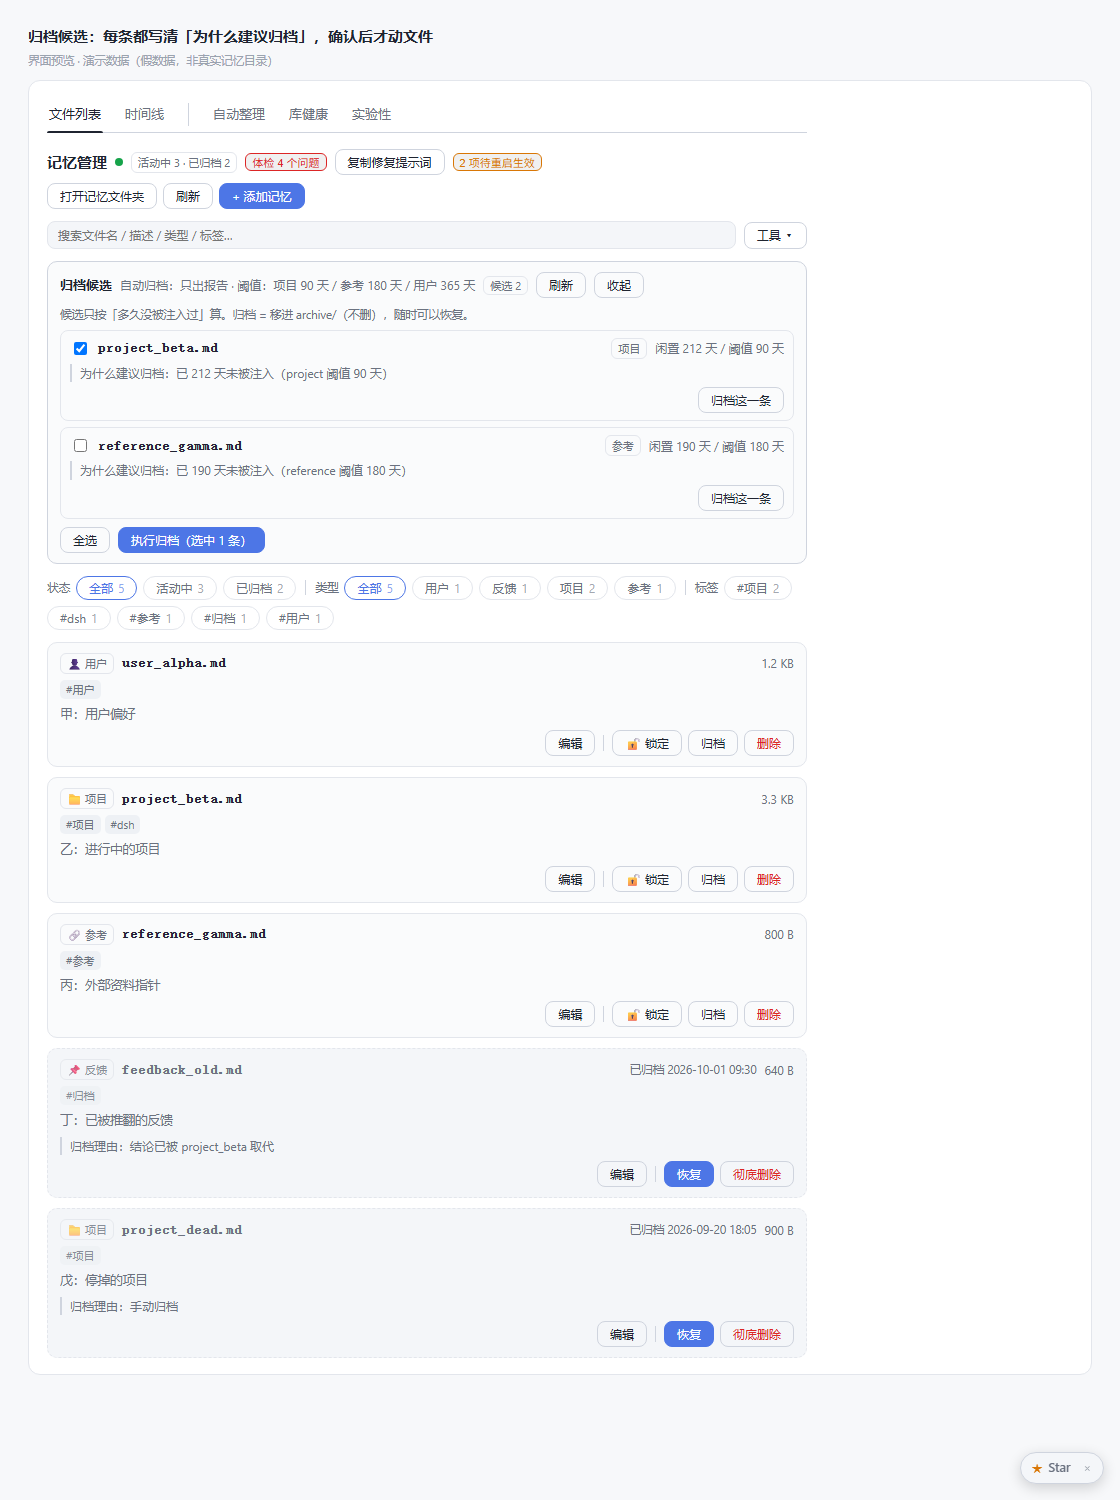 归档候选：每条都写清「为什么建议归档」，确认后才动文件
界面预览 · 演示数据（假数据，非真实记忆目录）
文件列表 时间线 自动整理 库健康 实验性
记忆管理 活动中 3 · 已归档 2 体检 4 个问题 复制修复提示词 2 项待重启生效
打开记忆文件夹 刷新 + 添加记忆
搜索文件名 / 描述 / 类型 / 标签... 工具 ▾
归档候选 自动归档：只出报告 · 阈值：项目 90 天 / 参考 180 天 / 用户 365 天 候选 2 刷新 收起
候选只按「多久没被注入过」算。归档 = 移进 archive/（不删），随时可以恢复。
project_beta.md 项目 闲置 212 天 / 阈值 90 天
为什么建议归档：已 212 天未被注入（project 阈值 90 天）
归档这一条
reference_gamma.md 参考 闲置 190 天 / 阈值 180 天
为什么建议归档：已 190 天未被注入（reference 阈值 180 天）
归档这一条
全选 执行归档（选中 1 条）
状态 全部 5 活动中 3 已归档 2 类型 全部 5 用户 1 反馈 1 项目 2 参考 1 标签 #项目 2
#dsh 1 #参考 1 #归档 1 #用户 1
用户 user_alpha.md 1.2 KB
#用户
甲：用户偏好
编辑 锁定 归档 删除
项目 project_beta.md 3.3 KB
#项目 #dsh
乙：进行中的项目
编辑 锁定 归档 删除
参考 reference_gamma.md 800 B
#参考
丙：外部资料指针
编辑 锁定 归档 删除
反馈 feedback_old.md 已归档 2026-10-01 09:30 640 B
#归档
丁：已被推翻的反馈
归档理由：结论已被 project_beta 取代
编辑 恢复 彻底删除
项目 project_dead.md 已归档 2026-09-20 18:05 900 B
#项目
戊：停掉的项目
归档理由：手动归档
编辑 恢复 彻底删除
★ Star ×